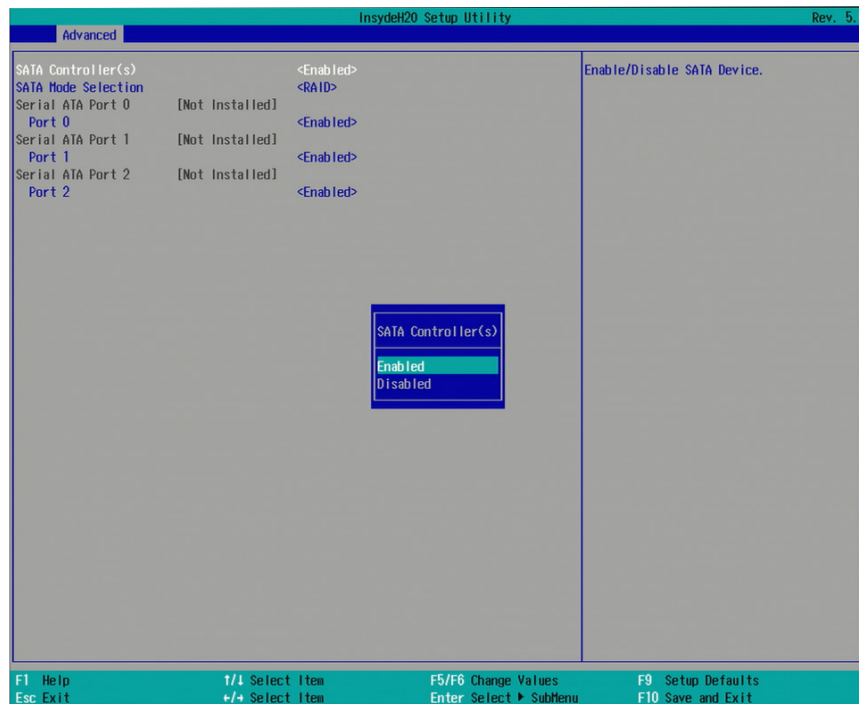 InsydeH20 Setup Utility Rev. 5.
Advanced
SATA Controller(s) <Enabled> Enable/Disable SATA Device.
SATA Mode Selection <RAID>
Serial ATA Port 0 [Not Installed]
Port 0 <Enabled>
Serial ATA Port 1 [Not Installed]
Port 1 <Enabled>
Serial ATA Port 2 [Not Installed]
Port 2 <Enabled>
SATA Controller(s)
Enabled
Disabled
F1 Help ↑/↓ Select Item F5/F6 Change Values F9 Setup Defaults
Esc Exit ←/→ Select Item Enter Select ▶ SubMenu F10 Save and Exit